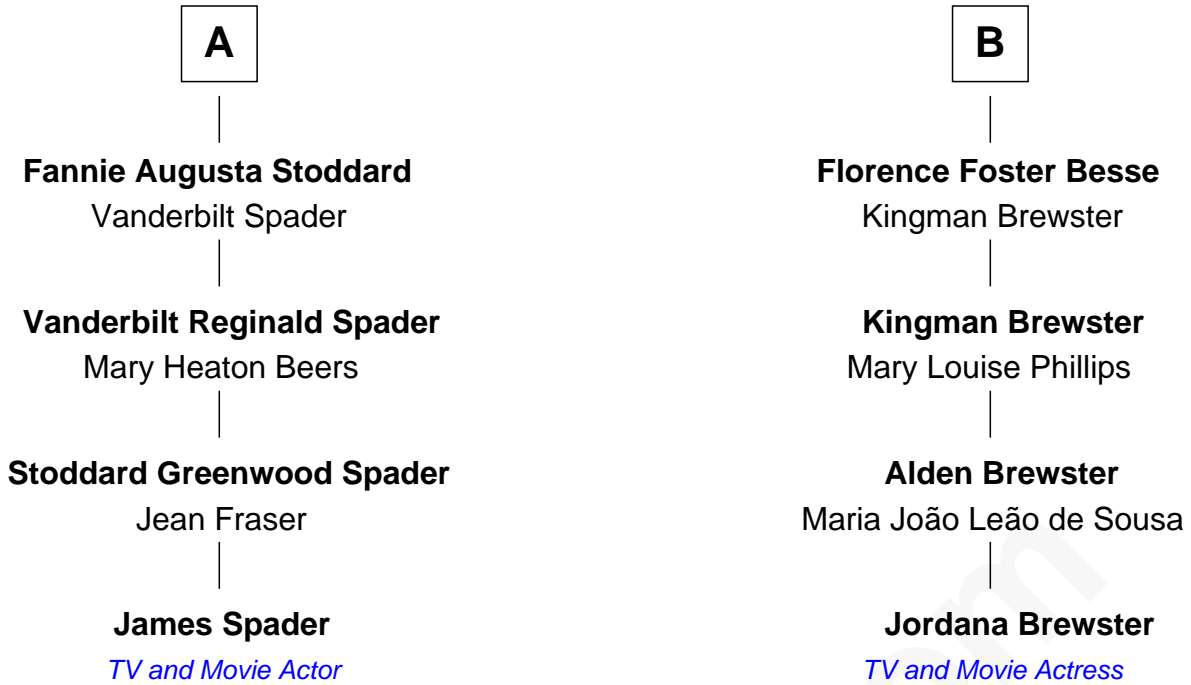 A
B
Fannie Augusta Stoddard
Vanderbilt Spader
Florence Foster Besse
Kingman Brewster
Vanderbilt Reginald Spader
Mary Heaton Beers
Kingman Brewster
Mary Louise Phillips
Stoddard Greenwood Spader
Jean Fraser
Alden Brewster
Maria João Leão de Sousa
James Spader
TV and Movie Actor
Jordana Brewster
TV and Movie Actress